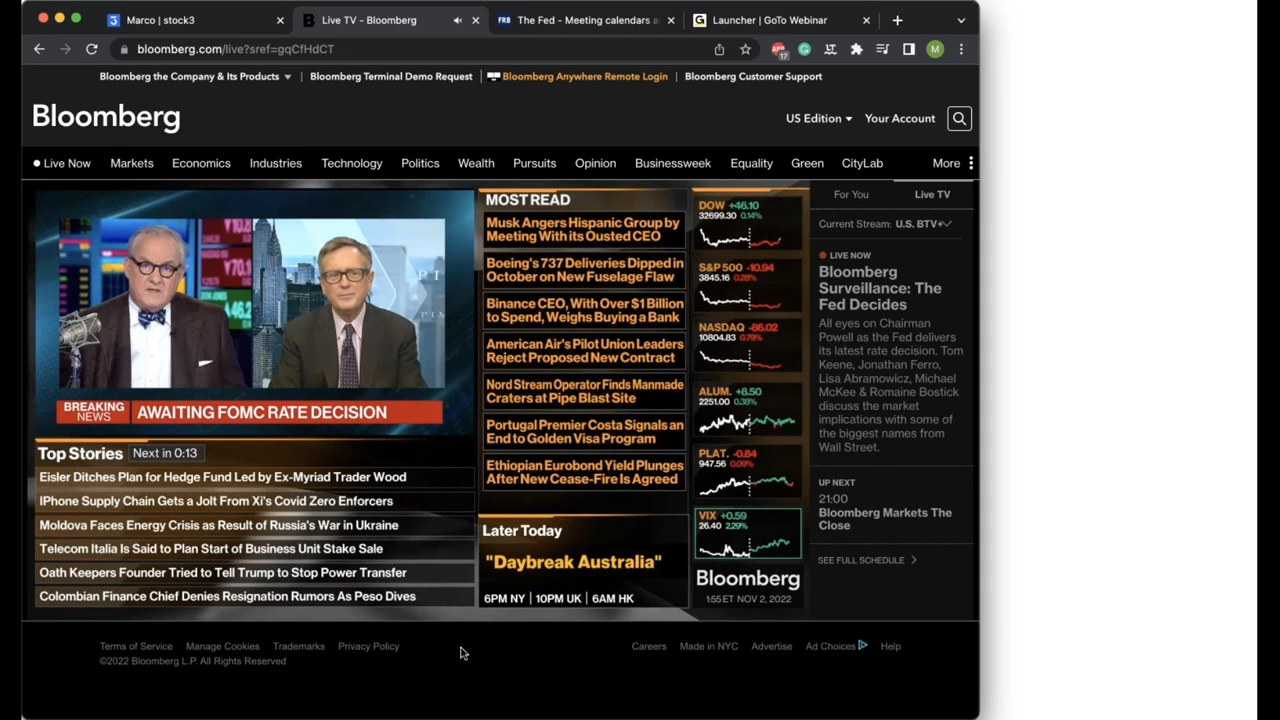 Marco | stock3
Live TV - Bloomberg
The Fed - Meeting calendars a
Launcher | GoTo Webinar
bloomberg.com/live?sref=gqCfHdCT
17
M
Bloomberg the Company & Its Products
Bloomberg Terminal Demo Request
Bloomberg Anywhere Remote Login
Bloomberg Customer Support
Bloomberg
US Edition
Your Account
Live Now
Markets
Economics
Industries
Technology
Politics
Wealth
Pursuits
Opinion
Businessweek
Equality
Green
CityLab
More
BREAKING
NEWS
AWAITING FOMC RATE DECISION
Top Stories
Next in 0:13
Eisler Ditches Plan for Hedge Fund Led by Ex-Myriad Trader Wood
IPhone Supply Chain Gets a Jolt From Xi's Covid Zero Enforcers
Moldova Faces Energy Crisis as Result of Russia's War in Ukraine
Telecom Italia Is Said to Plan Start of Business Unit Stake Sale
Oath Keepers Founder Tried to Tell Trump to Stop Power Transfer
Colombian Finance Chief Denies Resignation Rumors As Peso Dives
MOST READ
Musk Angers Hispanic Group by
Meeting With its Ousted CEO
Boeing's 737 Deliveries Dipped in
October on New Fuselage Flaw
Binance CEO, With Over $1 Billion
to Spend, Weighs Buying a Bank
American Air's Pilot Union Leaders
Reject Proposed New Contract
Nord Stream Operator Finds Manmade
Craters at Pipe Blast Site
Portugal Premier Costa Signals an
End to Golden Visa Program
Ethiopian Eurobond Yield Plunges
After New Cease-Fire Is Agreed
Later Today
"Daybreak Australia"
6PM NY | 10PM UK | 6AM HK
DOW +46.10
32699.30 0.14%
S&P 500 -10.94
3845.16 0.28%
NASDAQ -86.02
10804.83 0.79%
ALUM. +8.50
2251.00 0.38%
PLAT. -0.84
947.56 0.09%
VIX +0.59
26.40 2.29%
Bloomberg
1:55 ET NOV 2, 2022
For You
Live TV
Current Stream: U.S. BTV+
LIVE NOW
Bloomberg
Surveillance: The
Fed Decides
All eyes on Chairman
Powell as the Fed delivers
its latest rate decision. Tom
Keene, Jonathan Ferro,
Lisa Abramowicz, Michael
McKee & Romaine Bostick
discuss the market
implications with some of
the biggest names from
Wall Street.
UP NEXT
21:00
Bloomberg Markets The
Close
SEE FULL SCHEDULE
Terms of Service
Manage Cookies
Trademarks
Privacy Policy
©2022 Bloomberg L.P. All Rights Reserved
Careers
Made in NYC
Advertise
Ad Choices
Help